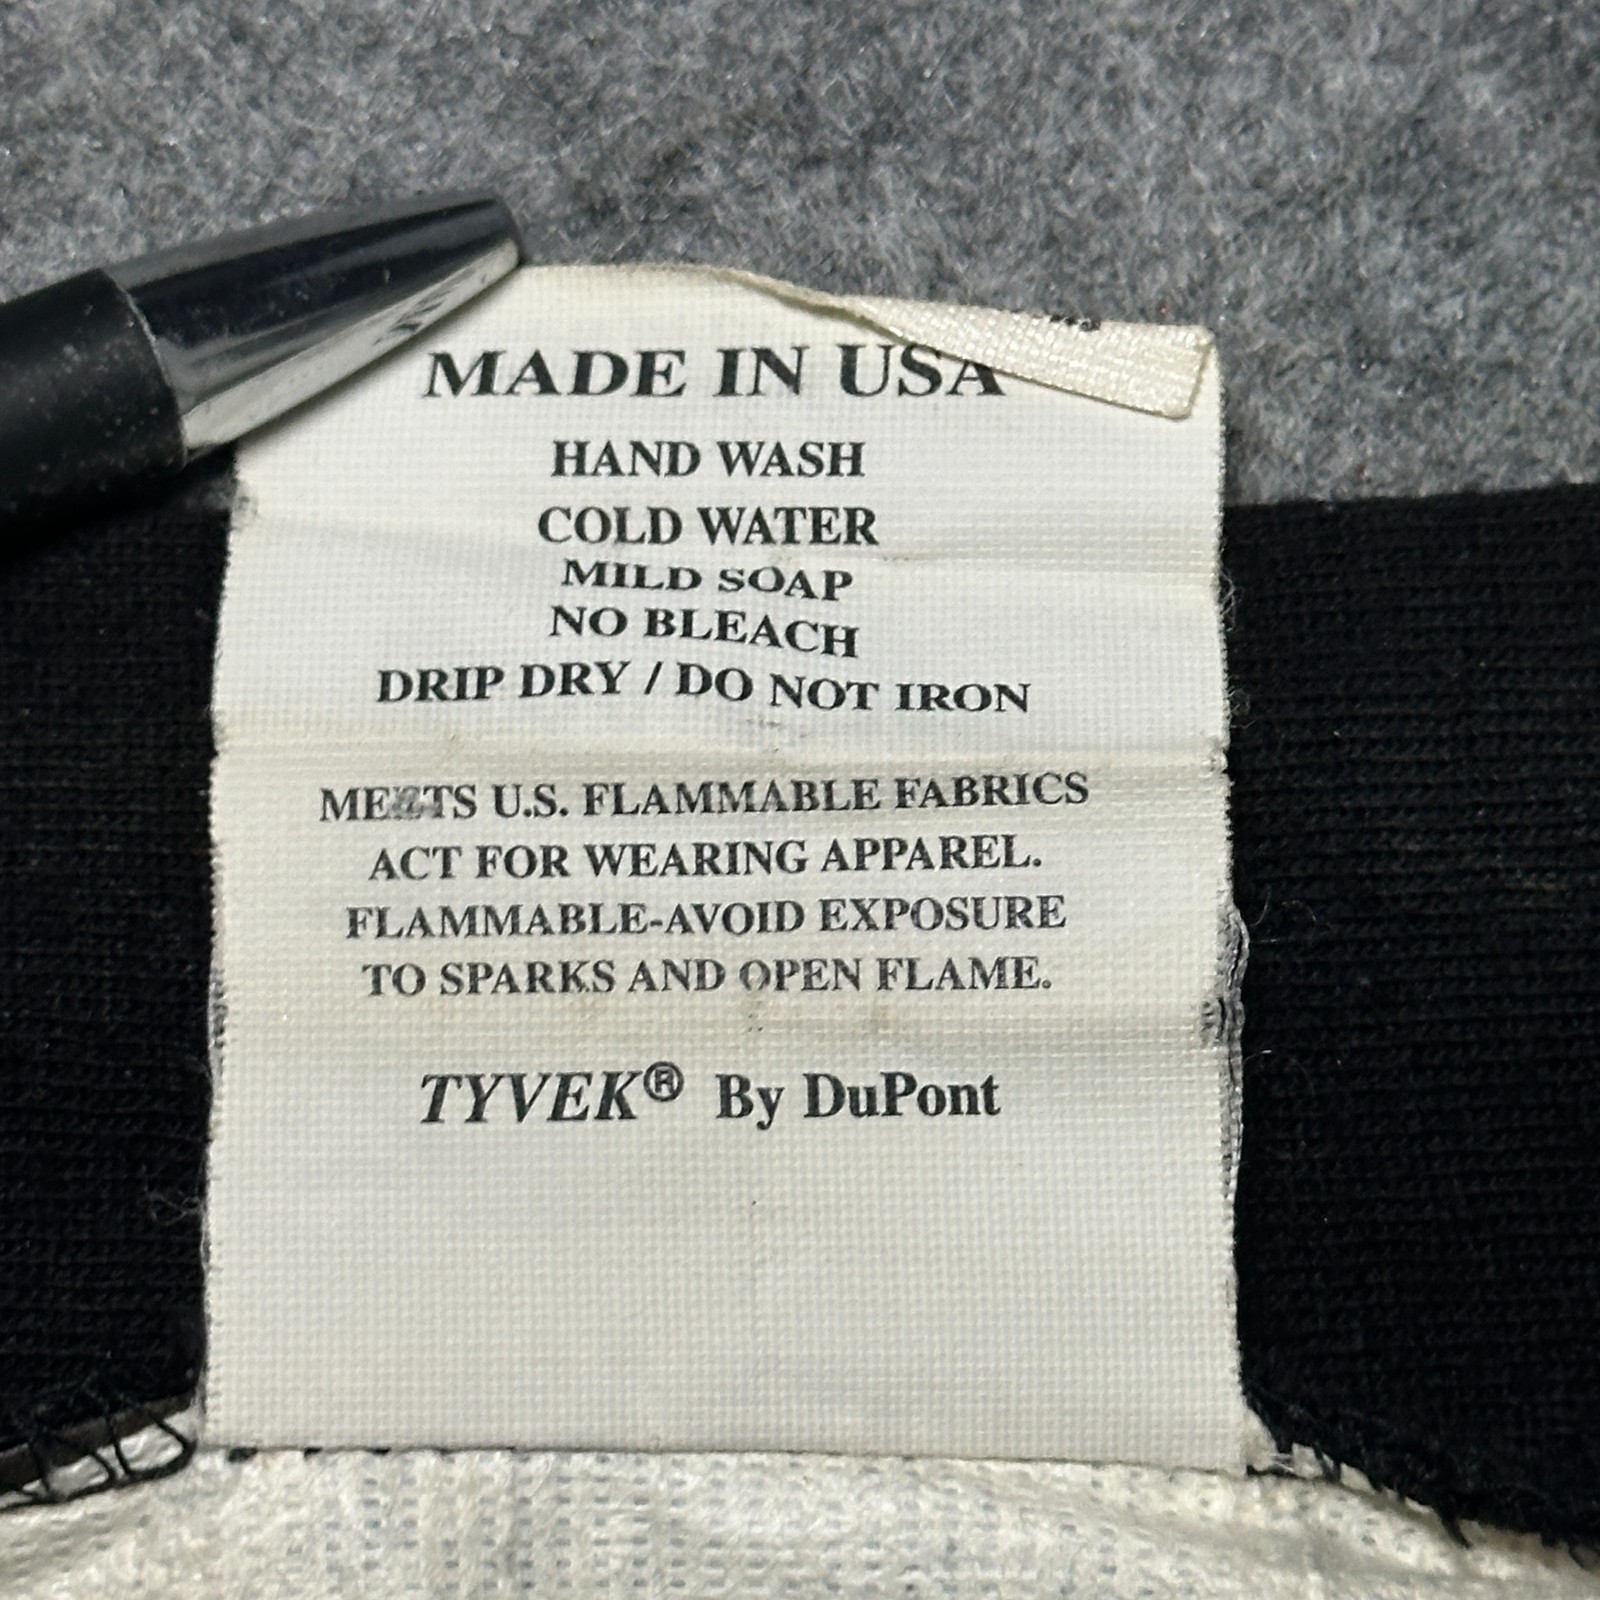 MADE IN USA
HAND WASH
COLD WATER
MILD SOAP
NO BLEACH
DRIP DRY / DO NOT IRON
MEETS U.S. FLAMMABLE FABRICS
ACT FOR WEARING APPAREL.
FLAMMABLE-AVOID EXPOSURE
TO SPARKS AND OPEN FLAME.
TYVEK® By DuPont